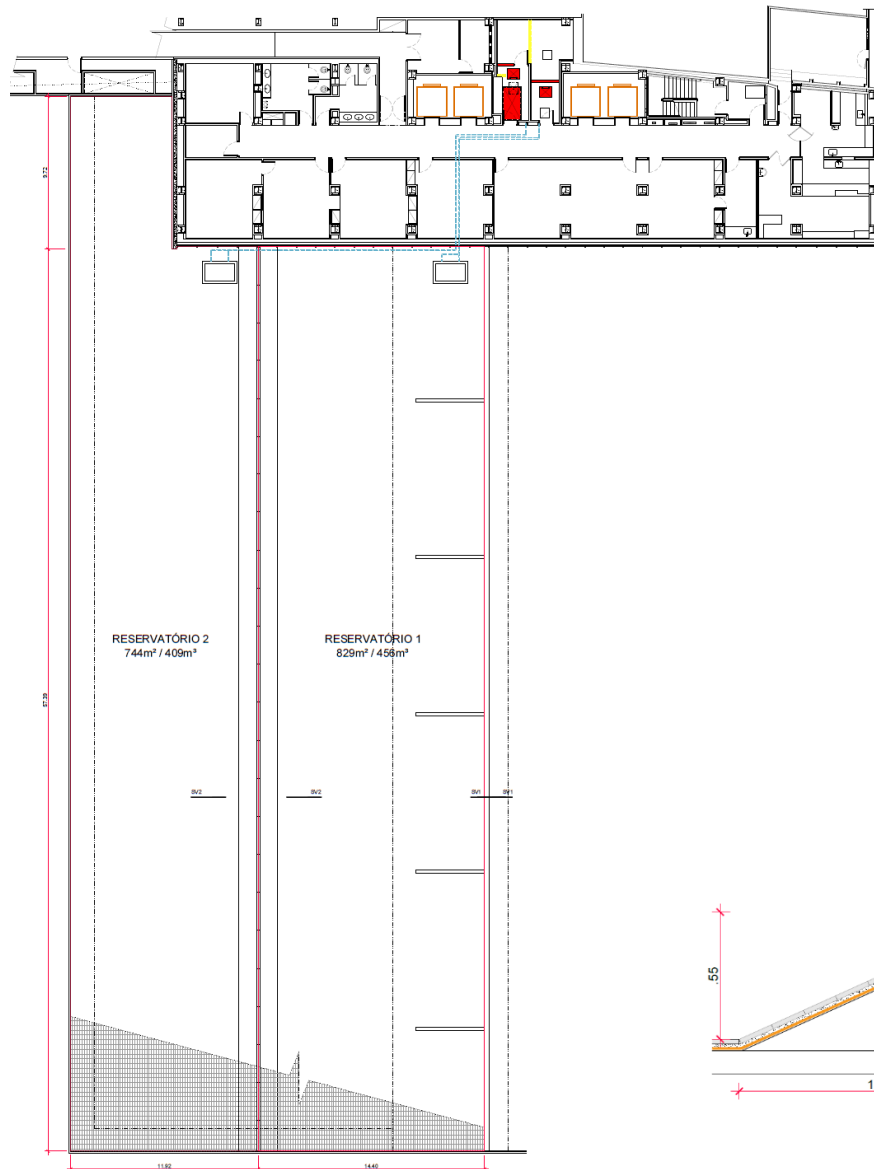 9.72
RESERVATÓRIO 2
744m² / 409m³
RESERVATÓRIO 1
829m² / 456m³
57.39
SV2
SV2
SV1
SV1
.55
1
11.92
14.40